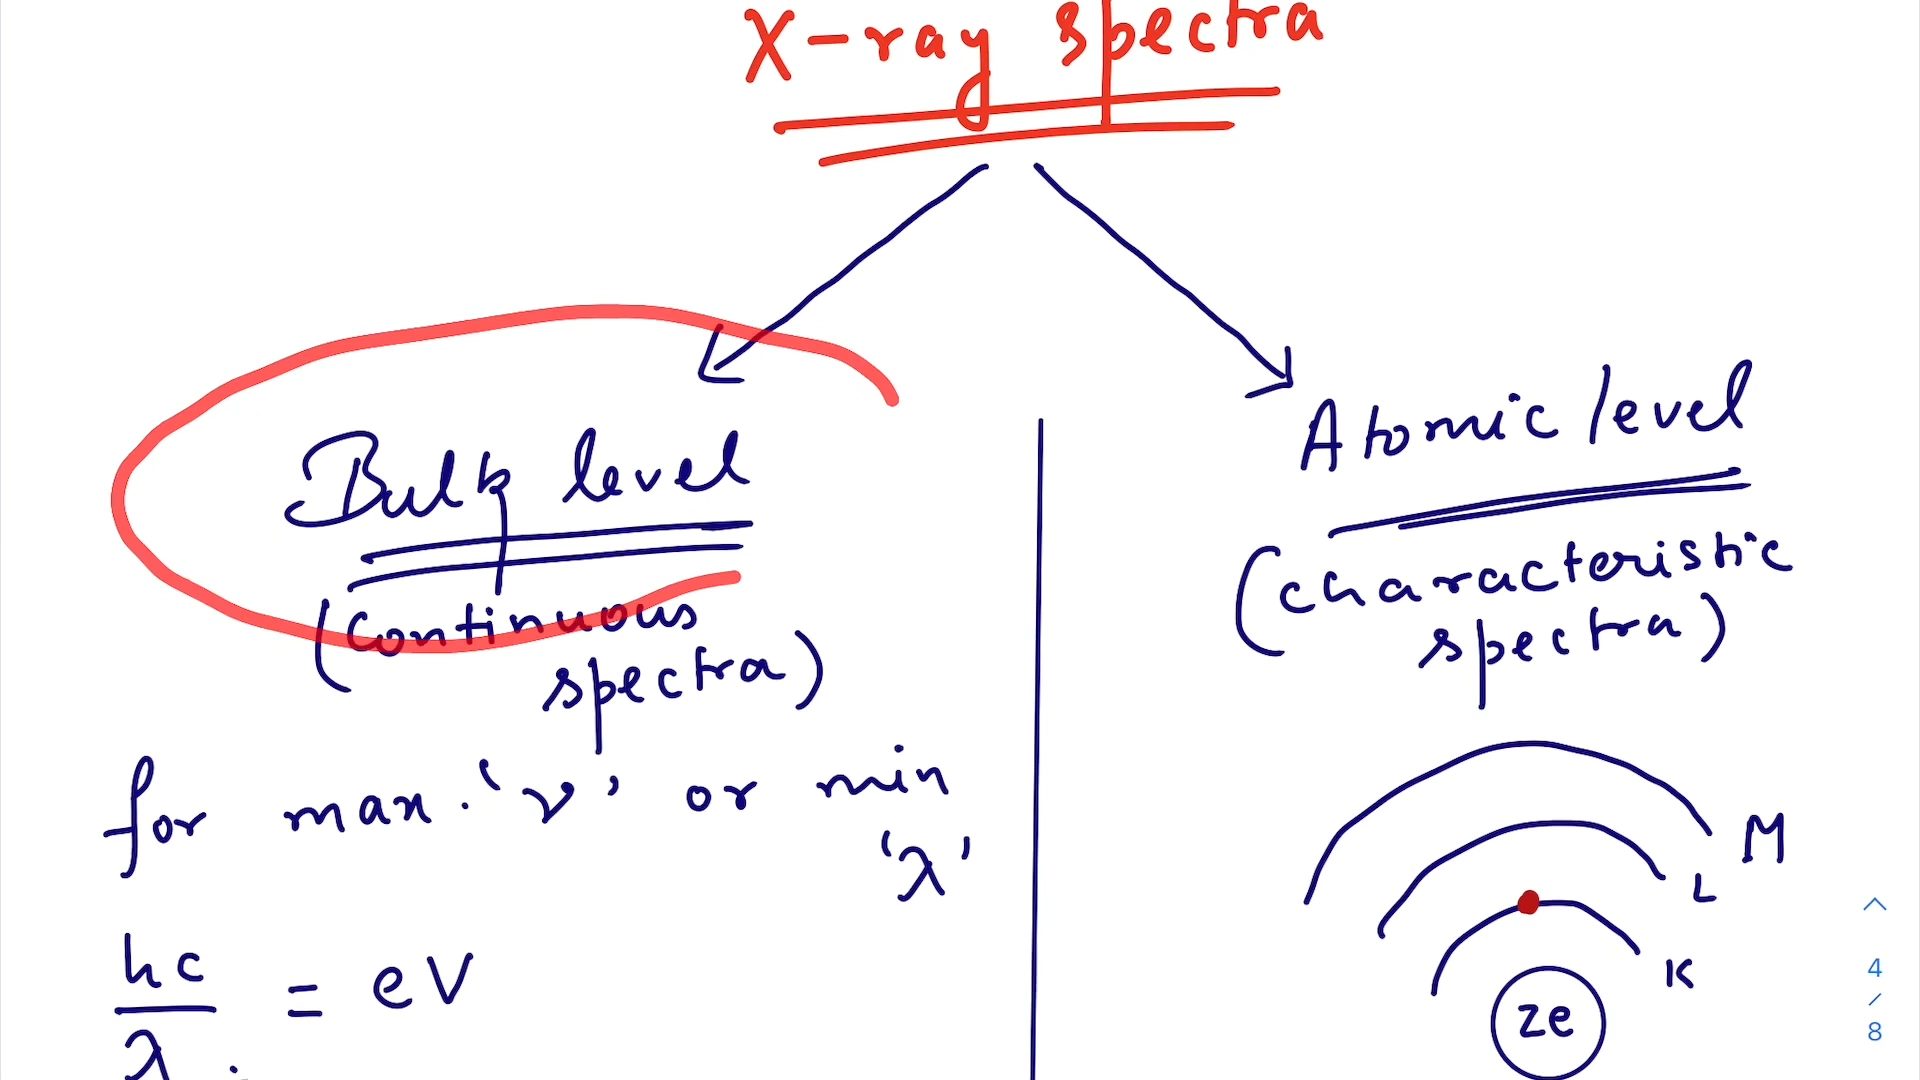 X-ray spectra
Bulk level
(continuous
spectra)
for max. 'ν' or min
'λ'
hc
= eV
λ
Atomic level
(characteristic
spectra)
M
L
K
ze
4
/
8